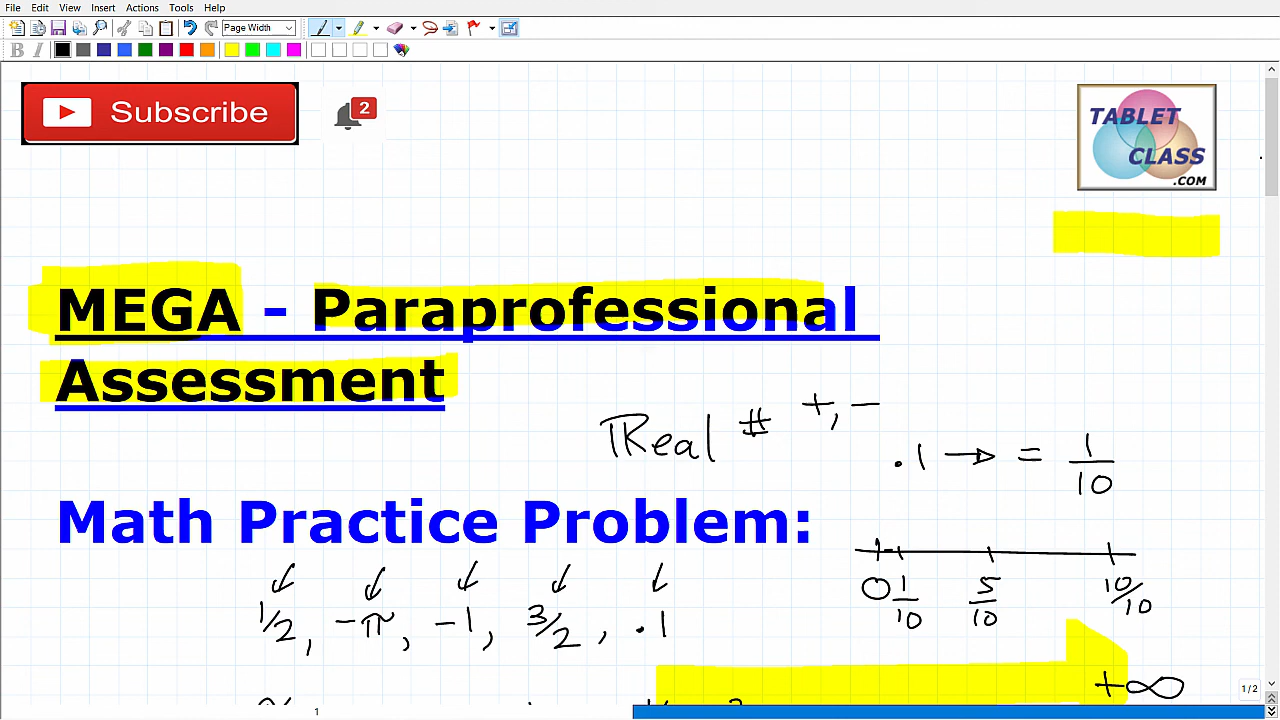 File Edit View Insert Actions Tools Help
Page Width
B I
Subscribe
2
TABLET
CLASS
.COM
MEGA - Paraprofessional
Assessment
Real # +, -
.1 → = 1/10
Math Practice Problem:
0 1/10 5/10 10/10
1/2, -π, -1, 3/2, .1
+∞
1/2
1